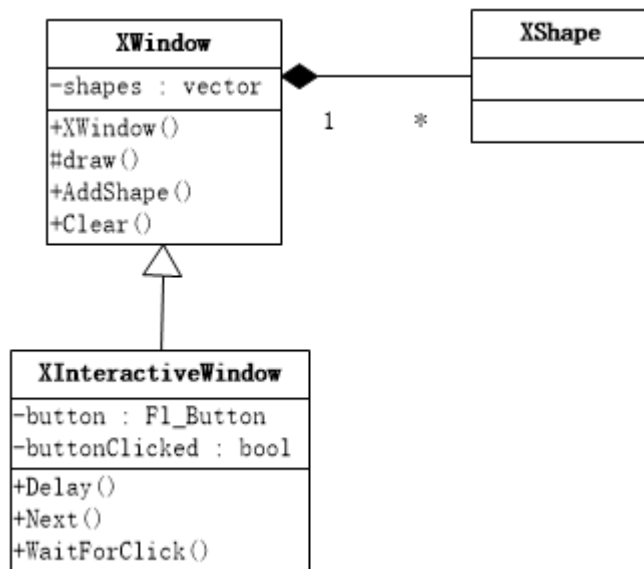 XWindow
-shapes : vector
+XWindow()
#draw()
+AddShape()
+Clear()
1
*
XShape
XInteractiveWindow
-button : Fl_Button
-buttonClicked : bool
+Delay()
+Next()
+WaitForClick()